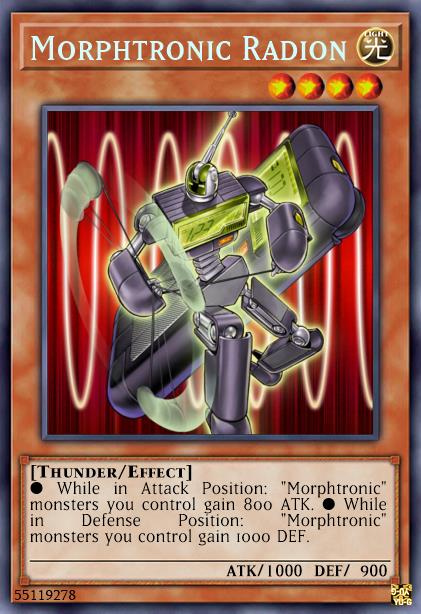 MORPHTRONIC RADION
LIGHT
光
[THUNDER/EFFECT]
● While in Attack Position: "Morphtronic"
monsters you control gain 800 ATK. ● While
in Defense Position: "Morphtronic"
monsters you control gain 1000 DEF.
ATK/1000 DEF/ 900
55119278